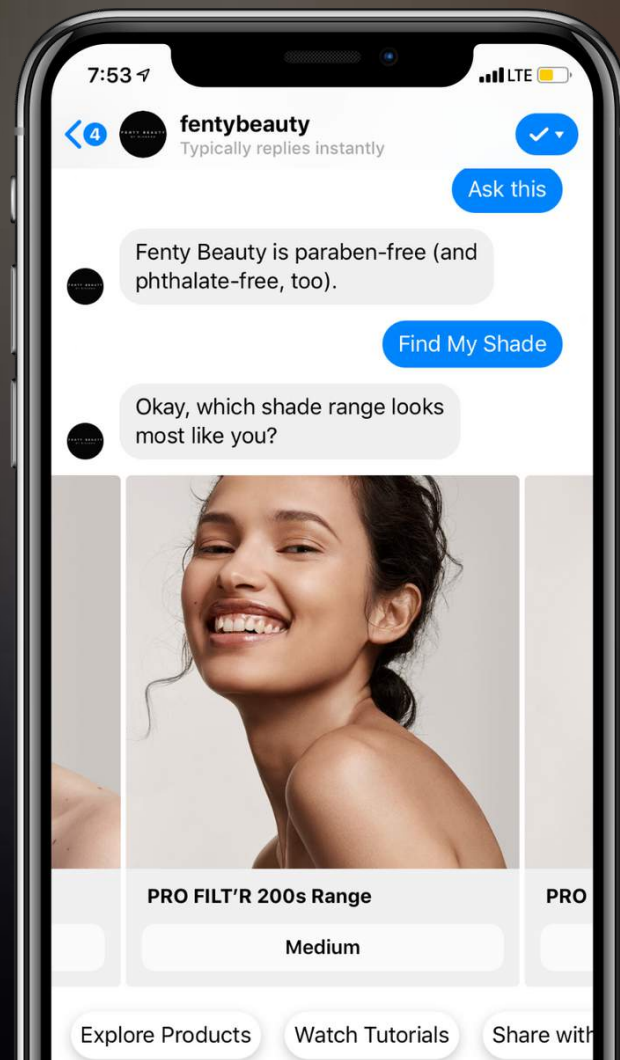 7:53
LTE
4
fentybeauty
Typically replies instantly
Ask this
Fenty Beauty is paraben-free (and
phthalate-free, too).
Find My Shade
Okay, which shade range looks
most like you?
PRO FILT'R 200s Range
PRO
Medium
Explore Products
Watch Tutorials
Share with